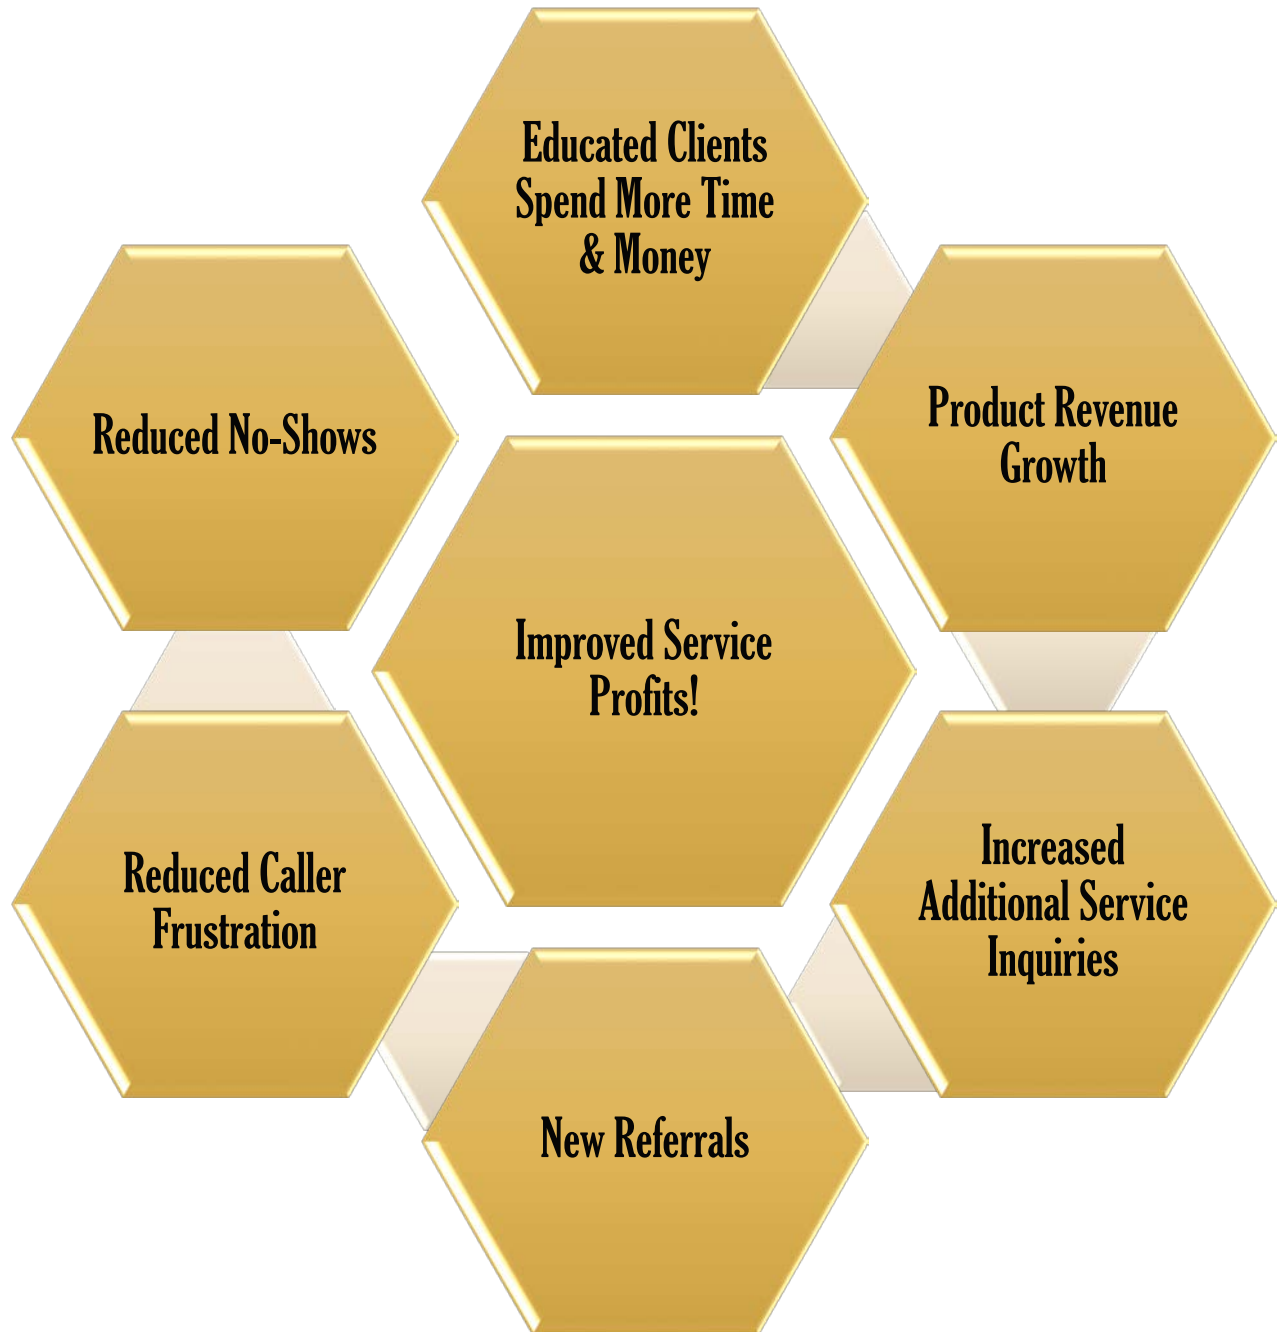 Educated Clients
Spend More Time
& Money
Product Revenue
Growth
Increased
Additional Service
Inquiries
New Referrals
Reduced Caller
Frustration
Reduced No-Shows
Improved Service
Profits!